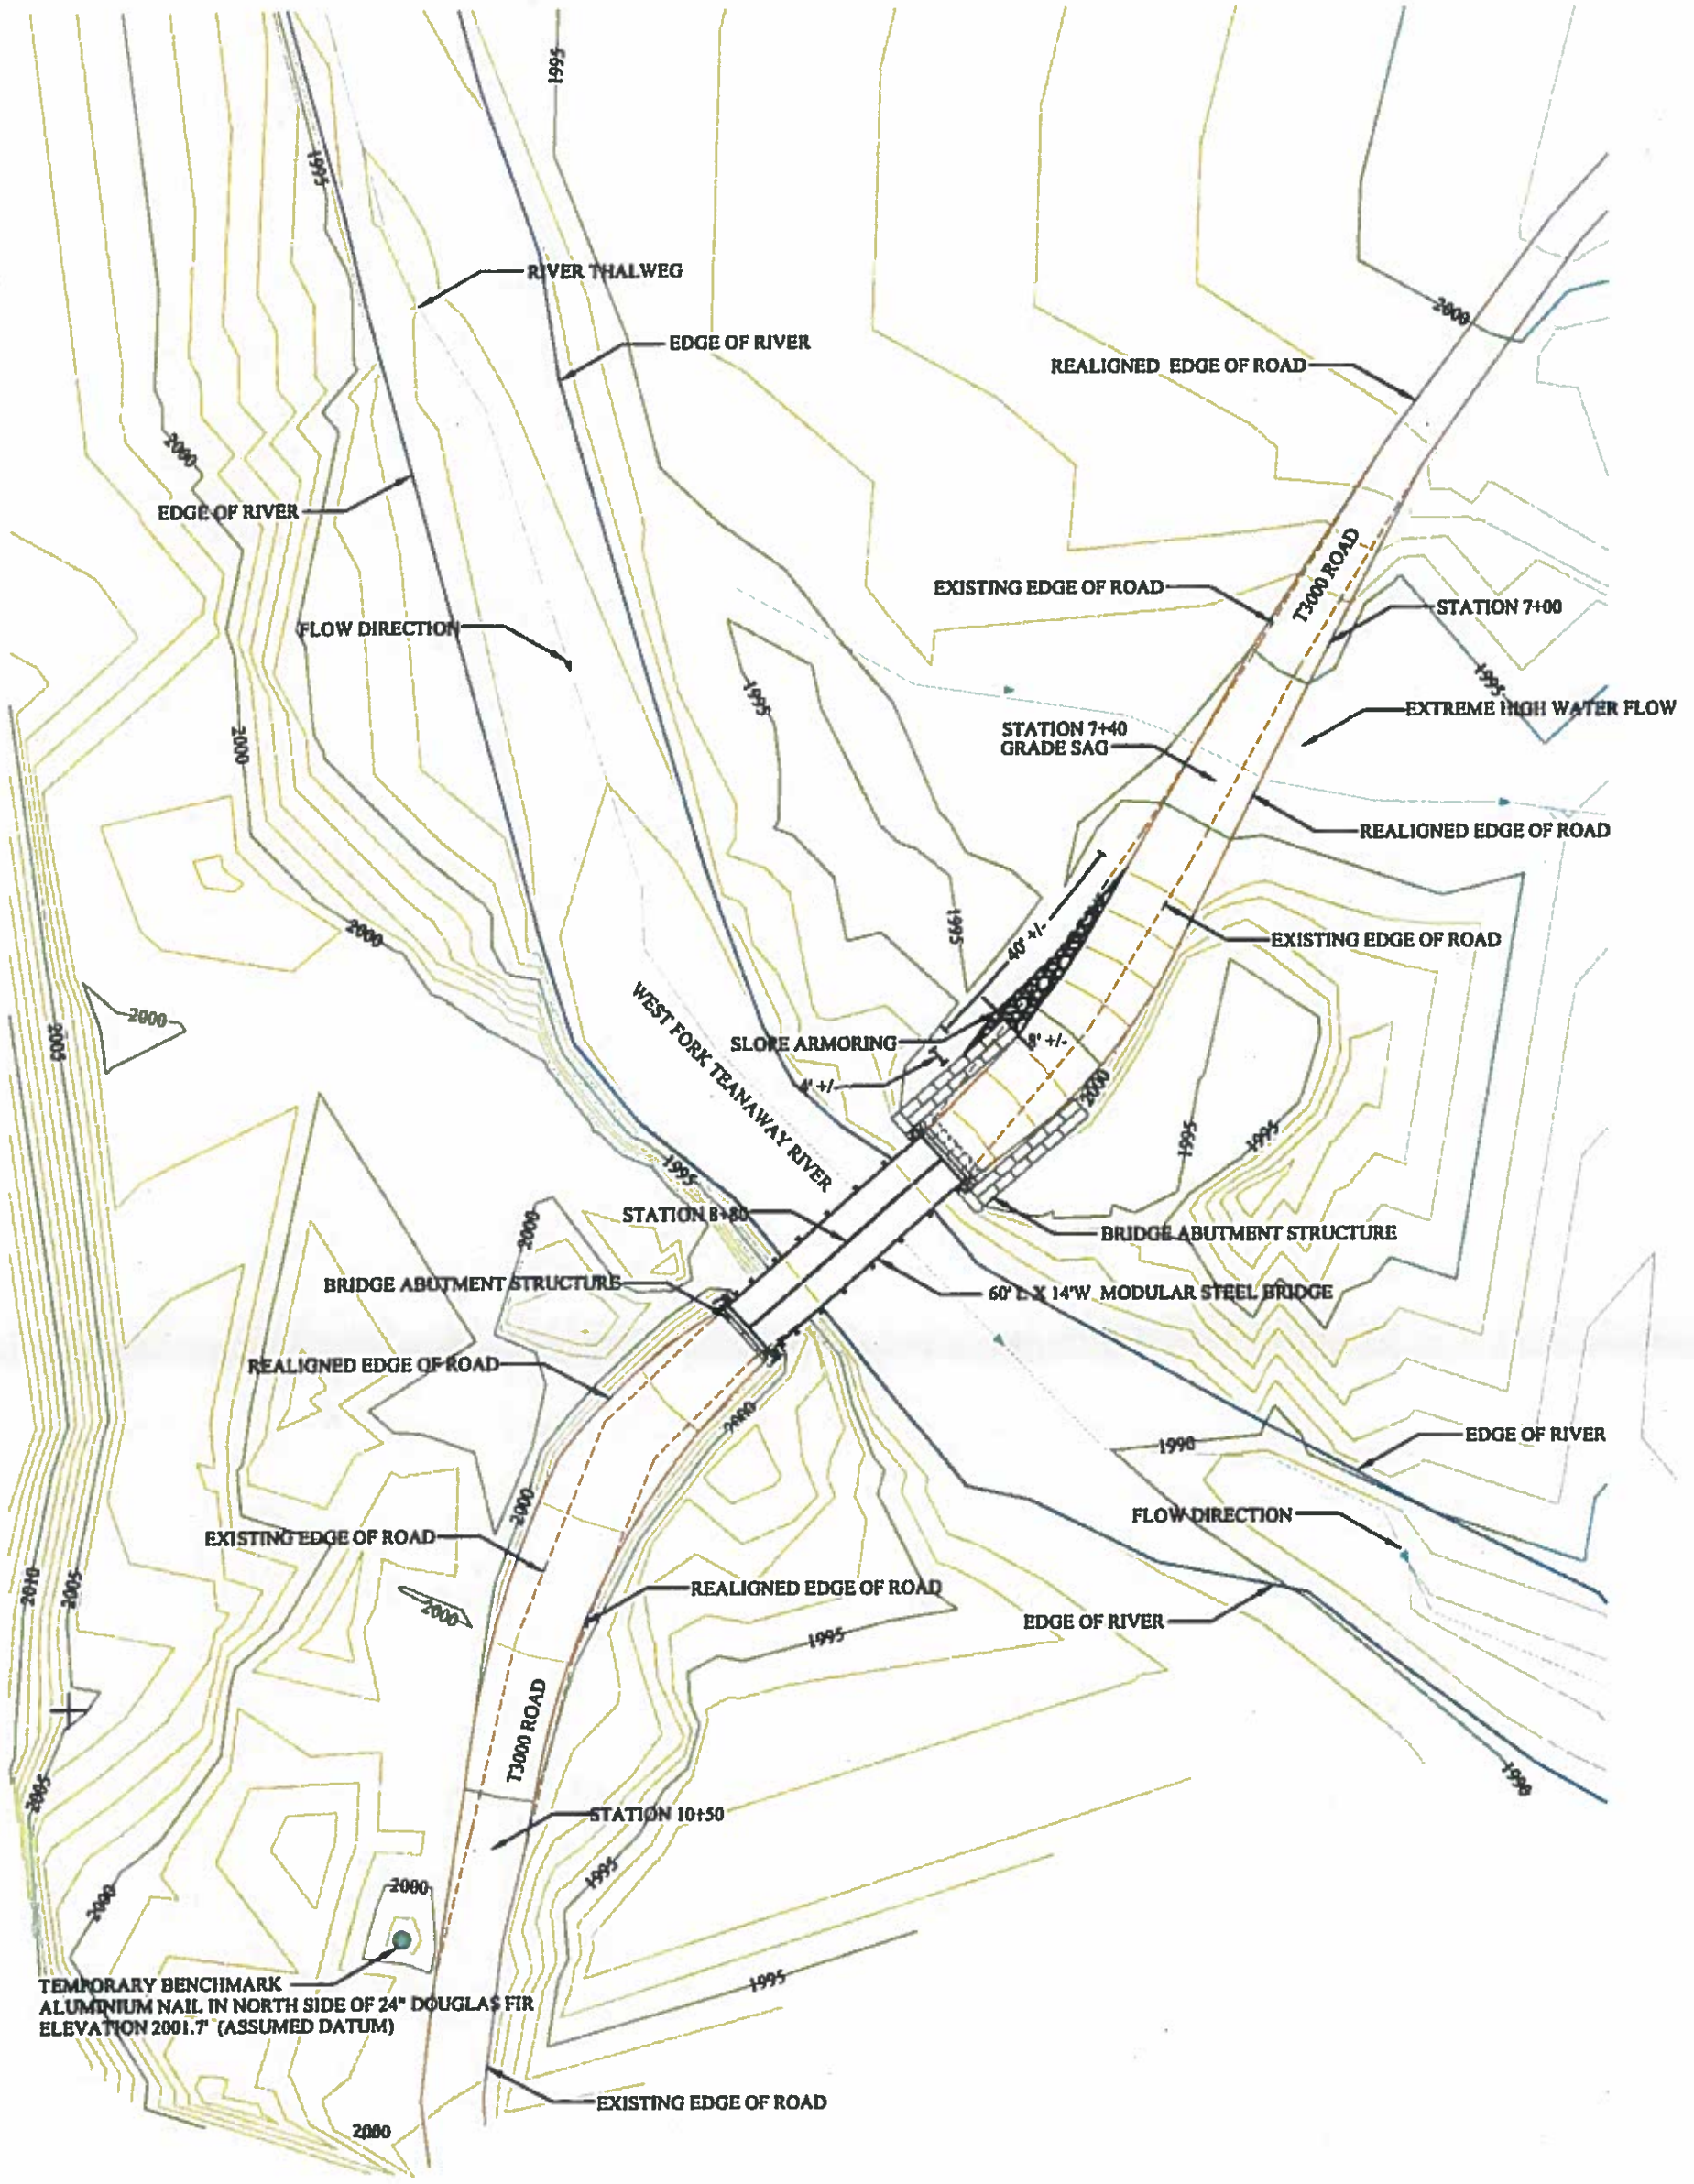 1995
1995
RIVER THALWEG
2000
EDGE OF RIVER
REALIGNED EDGE OF ROAD
2000
EDGE OF RIVER
T3000 ROAD
EXISTING EDGE OF ROAD
STATION 7+00
FLOW DIRECTION
1995
1995
EXTREME HIGH WATER FLOW
2000
STATION 7+40
GRADE SAG
REALIGNED EDGE OF ROAD
2000
1995
40' +/-
EXISTING EDGE OF ROAD
2000
2005
WEST FORK TEANAWAY RIVER
SLOPE ARMORING
8' +/-
4' +/-
2000
1995
1995
1995
STATION 8+80
2000
BRIDGE ABUTMENT STRUCTURE
BRIDGE ABUTMENT STRUCTURE
60' L X 14'W MODULAR STEEL BRIDGE
REALIGNED EDGE OF ROAD
2000
1990
EDGE OF RIVER
2000
FLOW DIRECTION
EXISTING EDGE OF ROAD
2010
2005
2000
REALIGNED EDGE OF ROAD
EDGE OF RIVER
1995
T3000 ROAD
1990
2005
STATION 10+50
1995
2000
2000
TEMPORARY BENCHMARK
ALUMINIUM NAIL IN NORTH SIDE OF 24" DOUGLAS FIR
ELEVATION 2001.7' (ASSUMED DATUM)
1995
EXISTING EDGE OF ROAD
2000